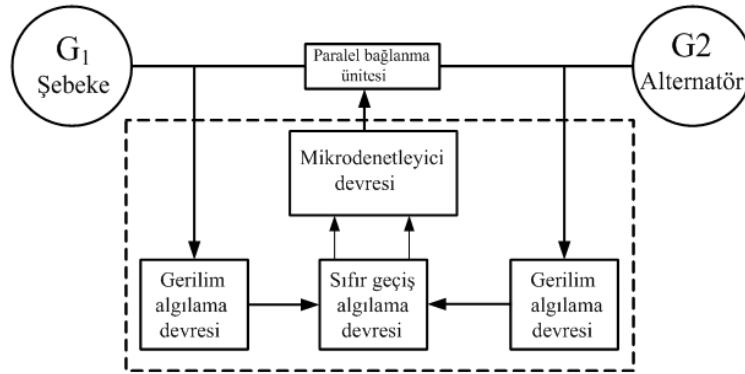 G₁
Şebeke
Paralel bağlanma
ünitesi
G2
Alternatör
Mikrodenetleyici
devresi
Gerilim
algılama
devresi
Sıfır geçiş
algılama
devresi
Gerilim
algılama
devresi